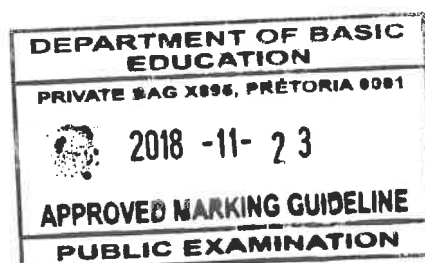 DEPARTMENT OF BASIC
EDUCATION
PRIVATE BAG X895, PRETORIA 0001
2018 -11- 23
APPROVED MARKING GUIDELINE
PUBLIC EXAMINATION